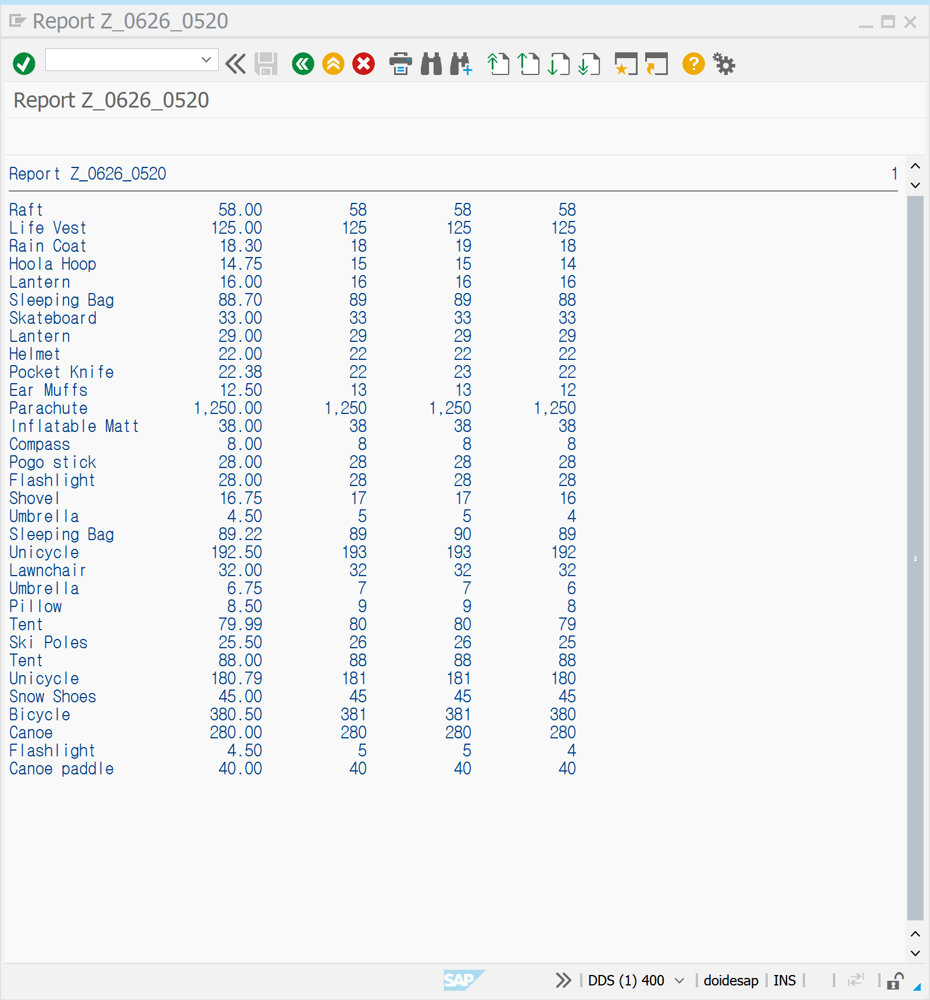 Report Z_0626_0520
Report Z_0626_0520
Report Z_0626_0520 1
Raft 58.00 58 58 58
Life Vest 125.00 125 125 125
Rain Coat 18.30 18 19 18
Hoola Hoop 14.75 15 15 14
Lantern 16.00 16 16 16
Sleeping Bag 88.70 89 89 88
Skateboard 33.00 33 33 33
Lantern 29.00 29 29 29
Helmet 22.00 22 22 22
Pocket Knife 22.38 22 23 22
Ear Muffs 12.50 13 13 12
Parachute 1,250.00 1,250 1,250 1,250
Inflatable Matt 38.00 38 38 38
Compass 8.00 8 8 8
Pogo stick 28.00 28 28 28
Flashlight 28.00 28 28 28
Shovel 16.75 17 17 16
Umbrella 4.50 5 5 4
Sleeping Bag 89.22 89 90 89
Unicycle 192.50 193 193 192
Lawnchair 32.00 32 32 32
Umbrella 6.75 7 7 6
Pillow 8.50 9 9 8
Tent 79.99 80 80 79
Ski Poles 25.50 26 26 25
Tent 88.00 88 88 88
Unicycle 180.79 181 181 180
Snow Shoes 45.00 45 45 45
Bicycle 380.50 381 381 380
Canoe 280.00 280 280 280
Flashlight 4.50 5 5 4
Canoe paddle 40.00 40 40 40
SAP DDS (1) 400 doidesap INS